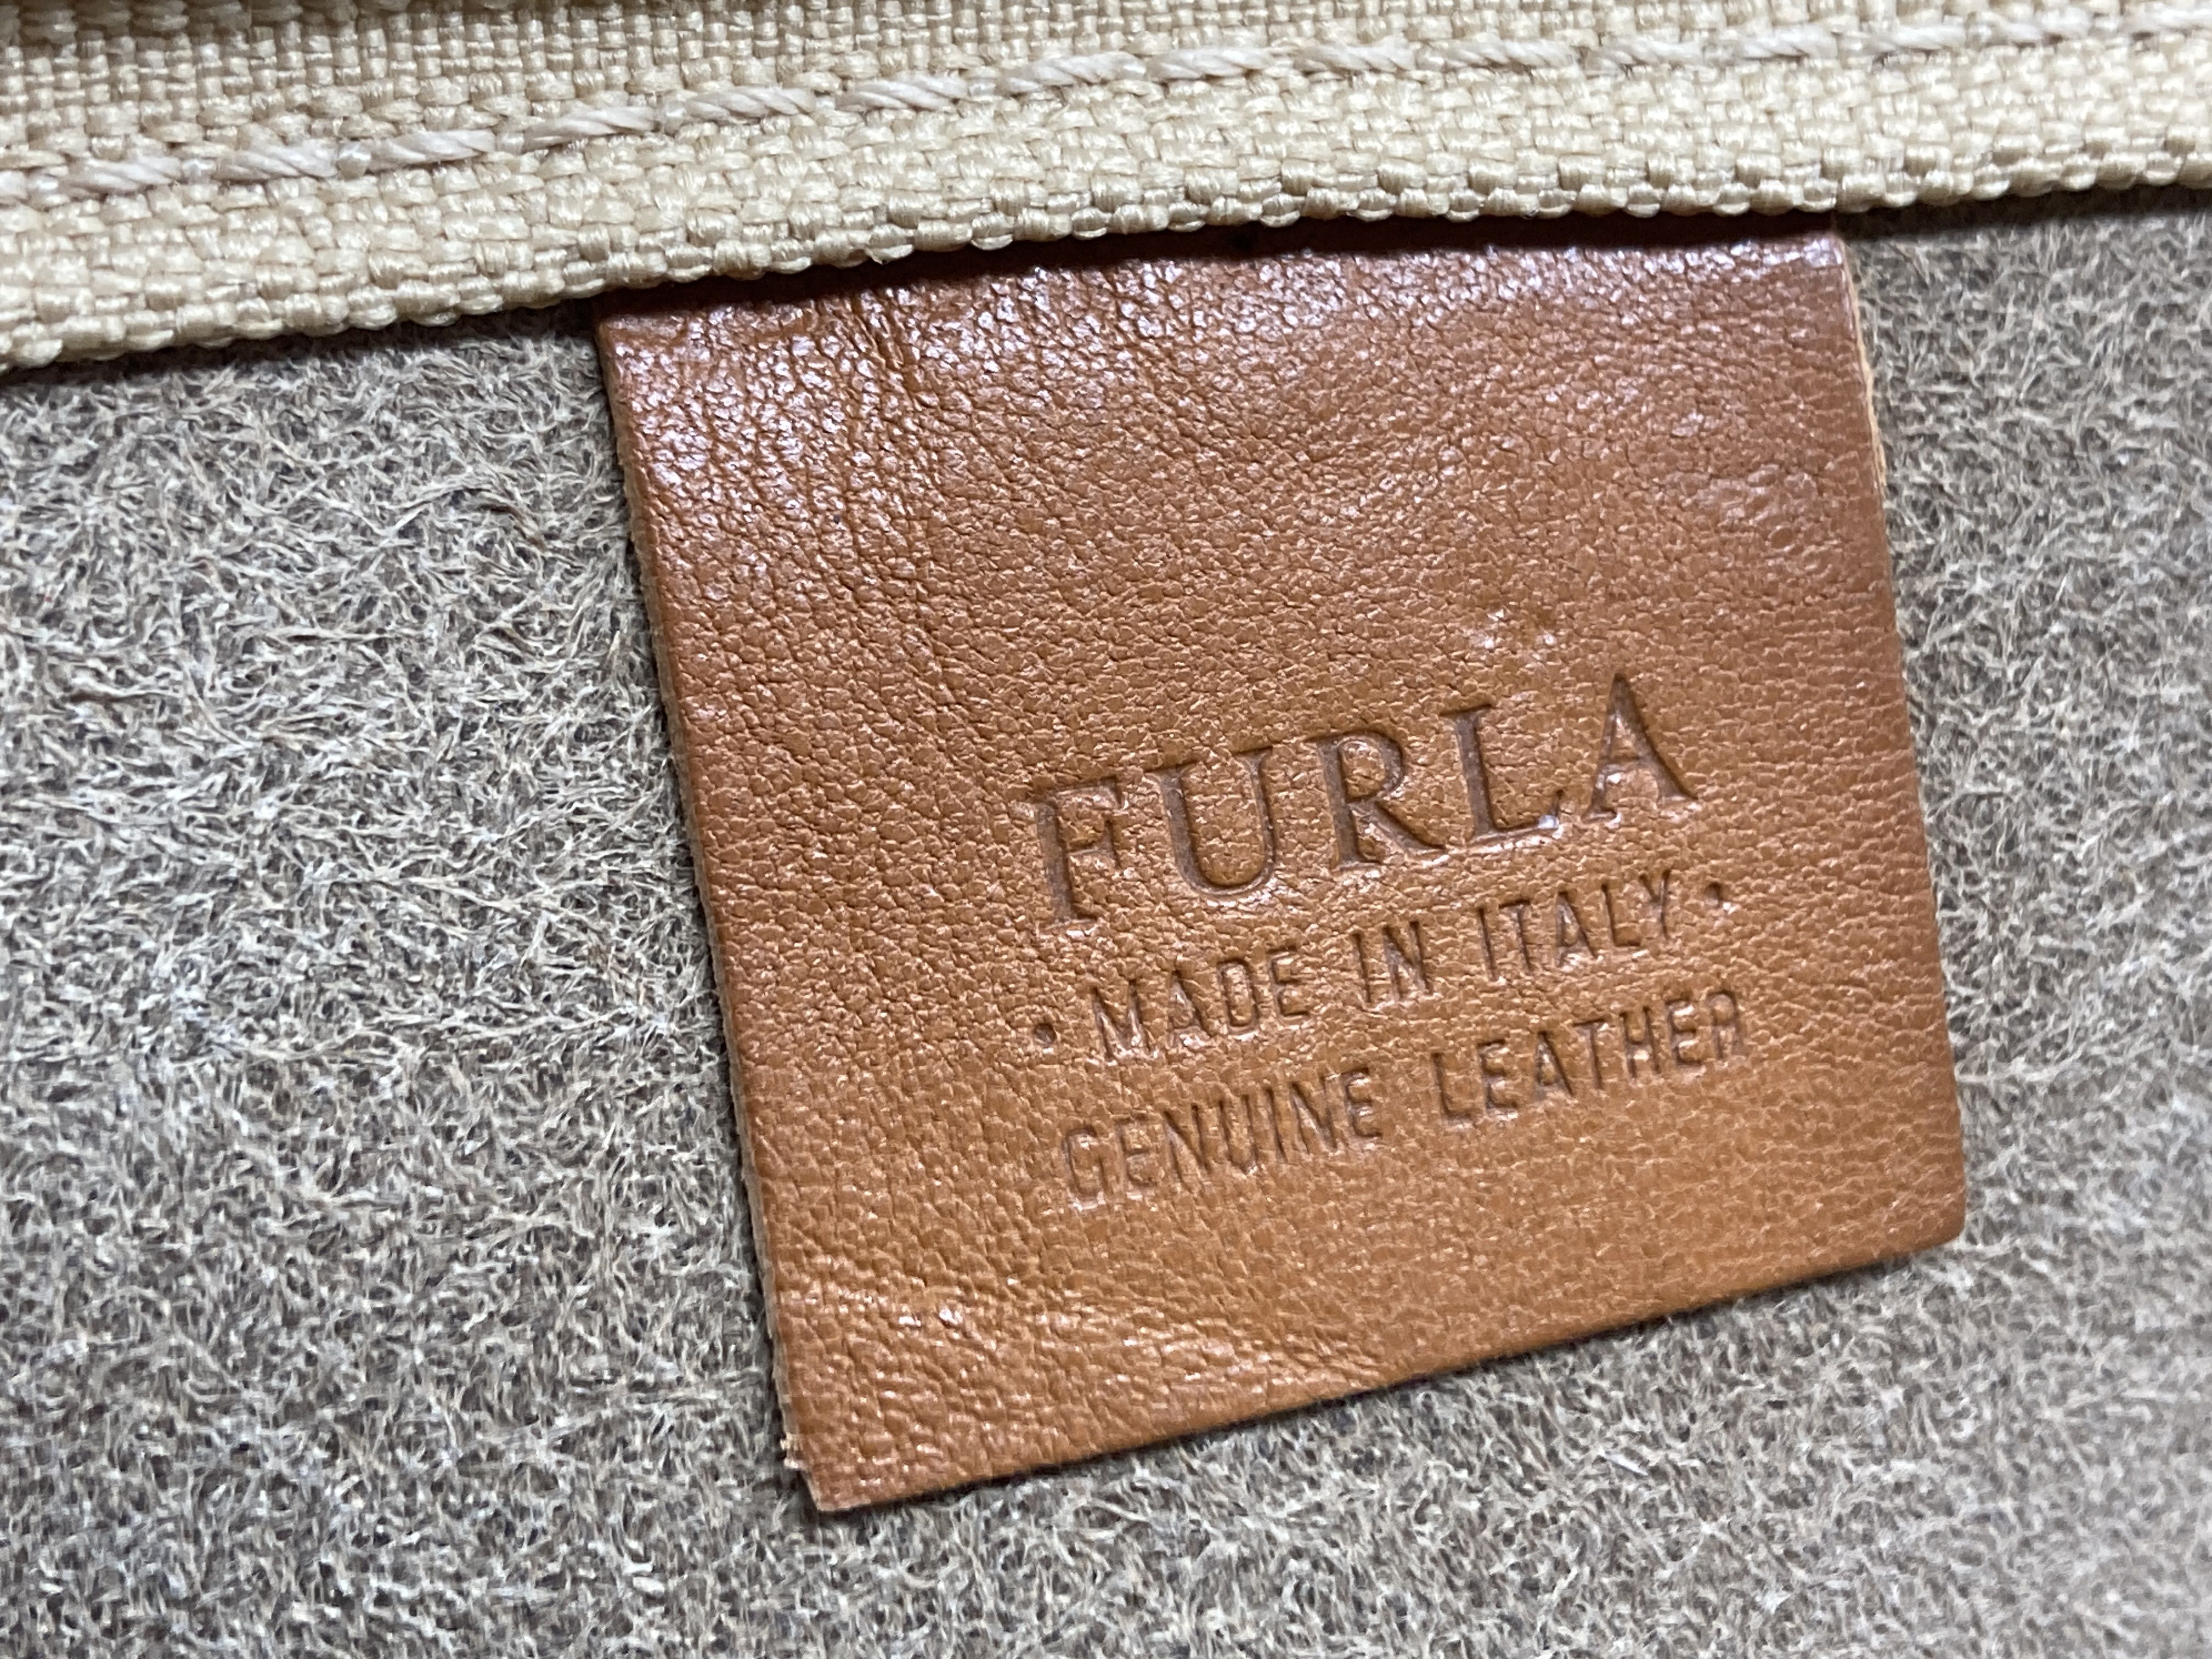 FURLA
• MADE IN ITALY •
GENUINE LEATHER